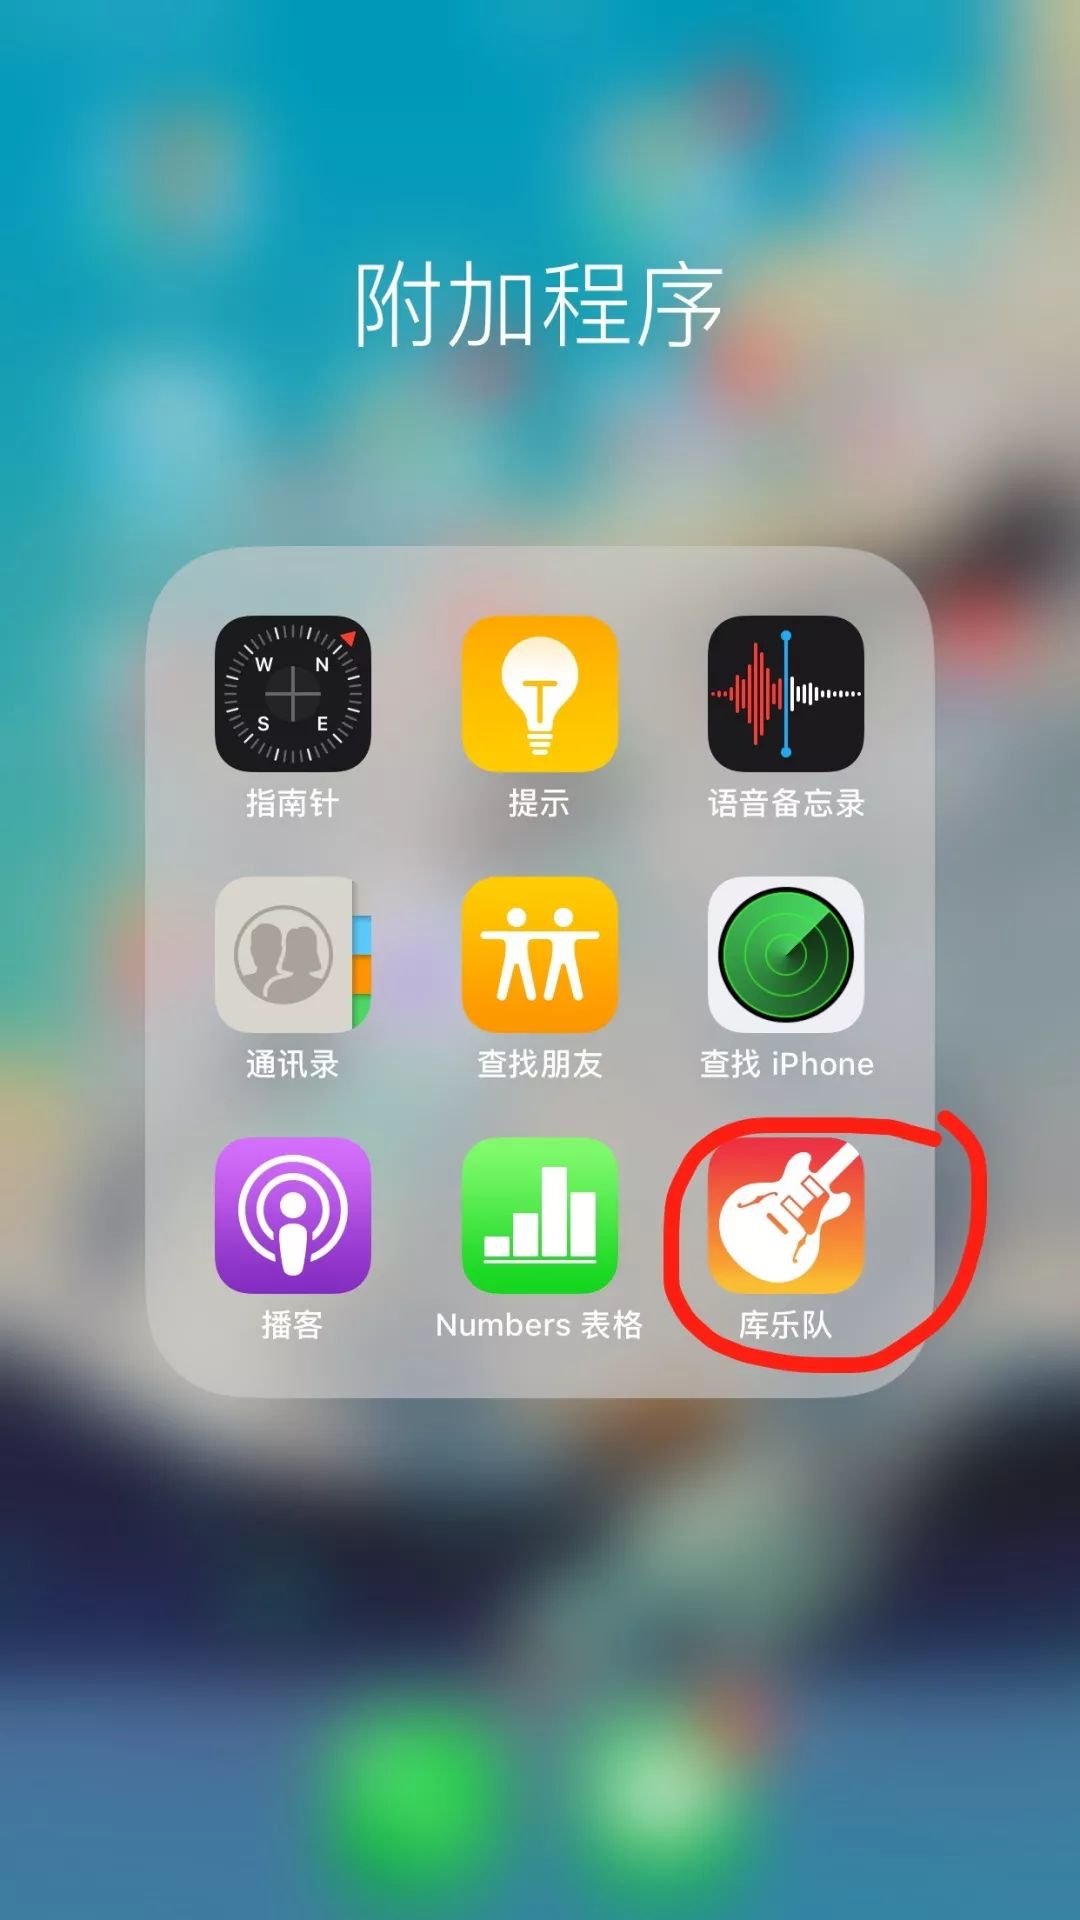 附加程序
W N
S E
指南针
提示
语音备忘录
通讯录
查找朋友
查找 iPhone
播客
Numbers 表格
库乐队